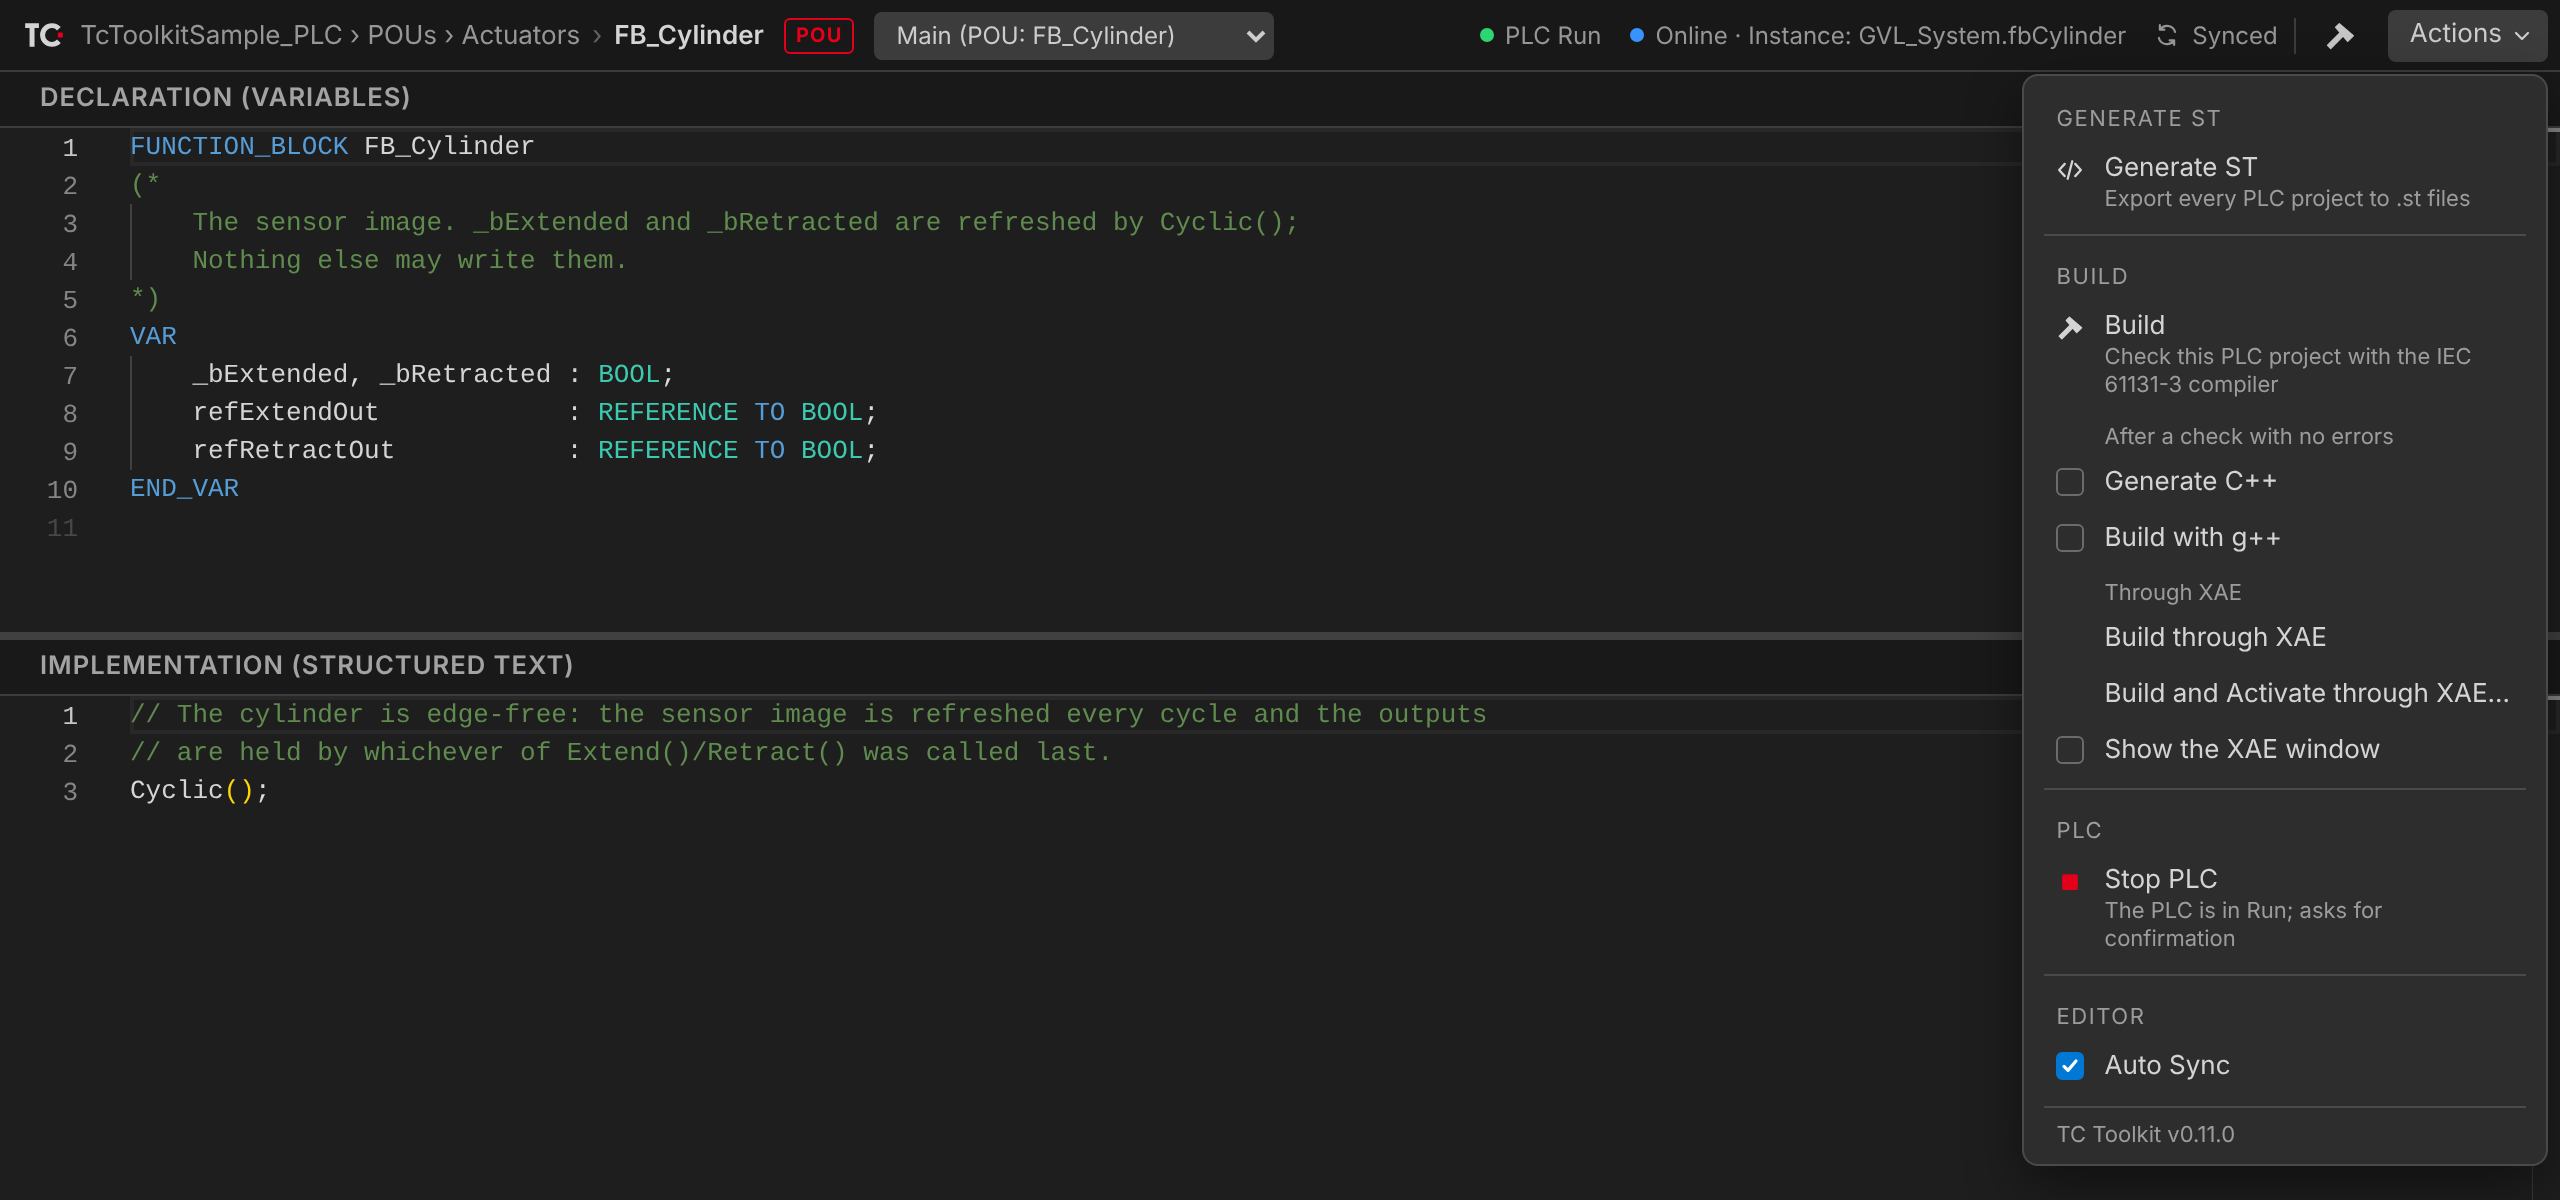 TC TcToolkitSample_PLC › POUs › Actuators › FB_Cylinder POU Main (POU: FB_Cylinder) PLC Run Online · Instance: GVL_System.fbCylinder Synced Actions
DECLARATION (VARIABLES)
1 FUNCTION_BLOCK FB_Cylinder
2 (*
3 The sensor image. _bExtended and _bRetracted are refreshed by Cyclic();
4 Nothing else may write them.
5 *)
6 VAR
7 _bExtended, _bRetracted : BOOL;
8 refExtendOut : REFERENCE TO BOOL;
9 refRetractOut : REFERENCE TO BOOL;
10 END_VAR
11
IMPLEMENTATION (STRUCTURED TEXT)
1 // The cylinder is edge-free: the sensor image is refreshed every cycle and the outputs
2 // are held by whichever of Extend()/Retract() was called last.
3 Cyclic();
GENERATE ST
</> Generate ST
Export every PLC project to .st files
BUILD
Build
Check this PLC project with the IEC
61131-3 compiler
After a check with no errors
Generate C++
Build with g++
Through XAE
Build through XAE
Build and Activate through XAE...
Show the XAE window
PLC
Stop PLC
The PLC is in Run; asks for
confirmation
EDITOR
Auto Sync
TC Toolkit v0.11.0